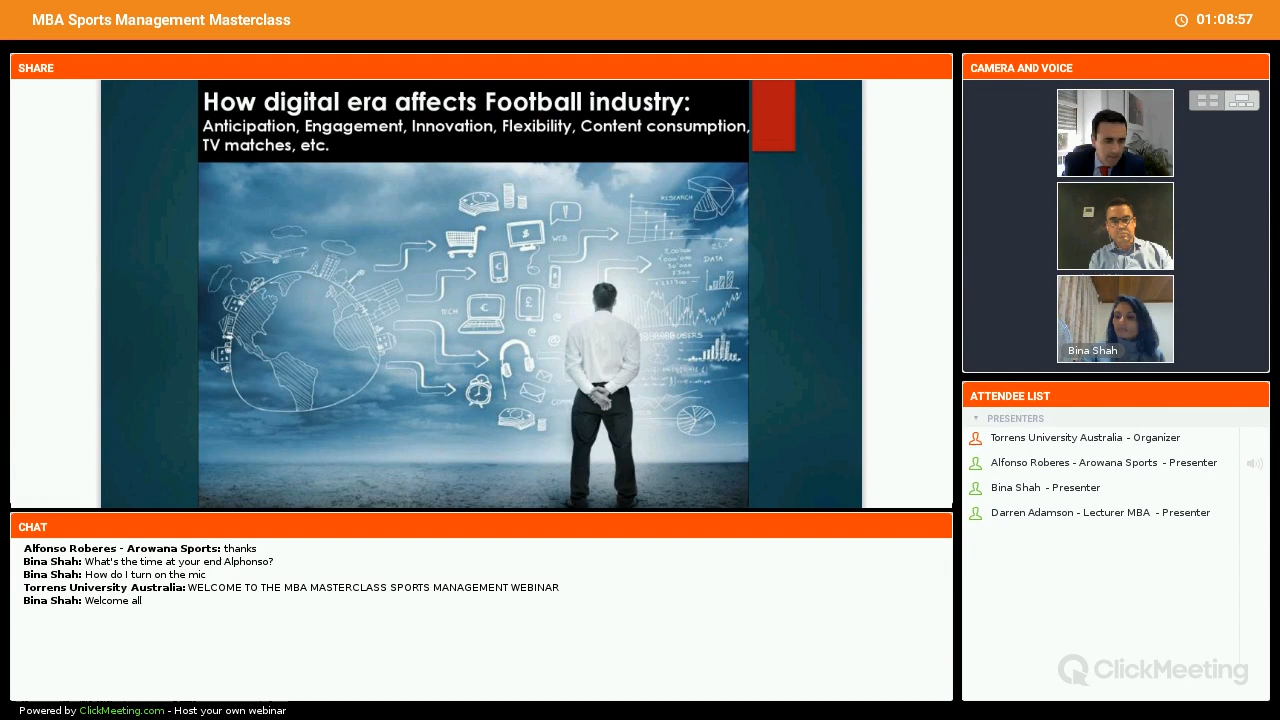 MBA Sports Management Masterclass
01:08:57
SHARE
How digital era affects Football industry:
Anticipation, Engagement, Innovation, Flexibility, Content consumption,
TV matches, etc.
RESEARCH
WEB
DATA
TECH
CHAT
Alfonso Roberes - Arowana Sports: thanks
Bina Shah: What's the time at your end Alphonso?
Bina Shah: How do I turn on the mic
Torrens University Australia: WELCOME TO THE MBA MASTERCLASS SPORTS MANAGEMENT WEBINAR
Bina Shah: Welcome all
CAMERA AND VOICE
Bina Shah
ATTENDEE LIST
PRESENTERS
Torrens University Australia - Organizer
Alfonso Roberes - Arowana Sports - Presenter
Bina Shah - Presenter
Darren Adamson - Lecturer MBA - Presenter
ClickMeeting
Powered by ClickMeeting.com - Host your own webinar